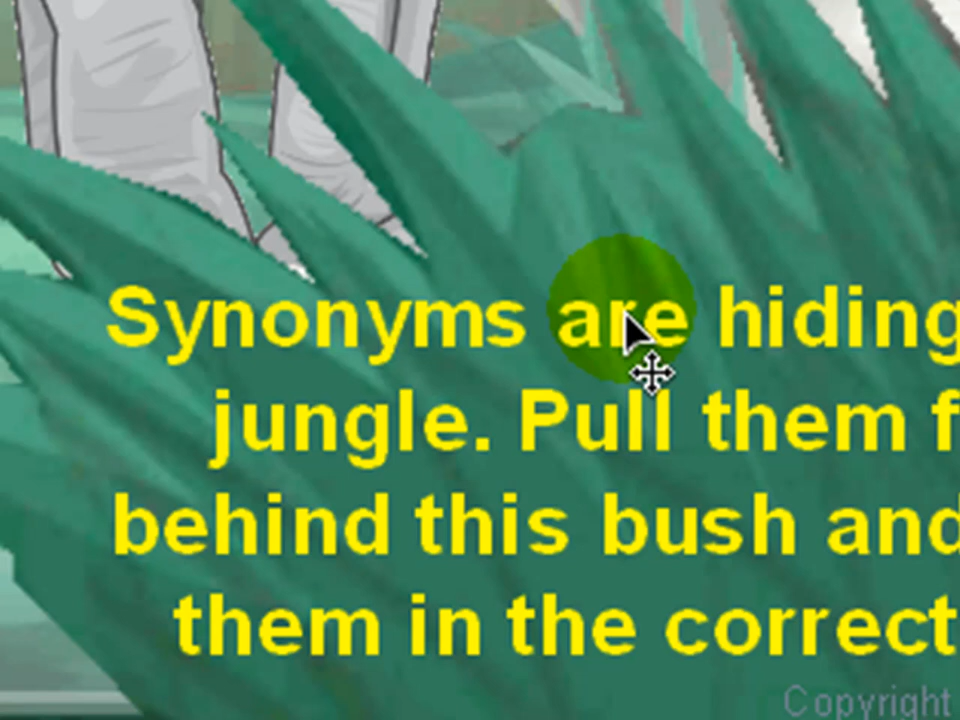 Synonyms are hiding
jungle. Pull them f
behind this bush and
them in the correct
Copyright